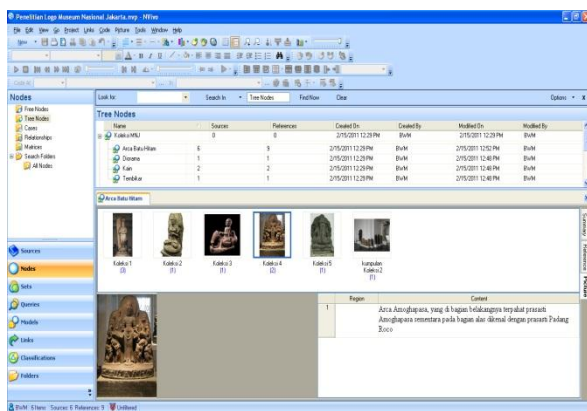 Penelitian Logo Museum Nasional Jakarta.nvp - NVivo
File Edit View Go Project Links Code Picture Tools Window Help
Nodes
Look for: Search In Tree Nodes Find Now Clear Options
Free Nodes
Tree Nodes
Cases
Relationships
Matrices
Search Folders
All Nodes
Tree Nodes
Name Sources References Created On Created By Modified On Modified By
Koleksi MNJ 0 0 2/15/2011 12:29 PM BWM 2/15/2011 12:29 PM BWM
Arca Batu Hitam 6 9 2/15/2011 12:29 PM BWM 2/15/2011 12:52 PM BWM
Diorama 1 1 2/15/2011 12:29 PM BWM 2/15/2011 12:48 PM BWM
Kain 2 2 2/15/2011 12:29 PM BWM 2/15/2011 12:48 PM BWM
Tembikar 1 1 2/15/2011 12:29 PM BWM 2/15/2011 12:48 PM BWM
Arca Batu Hitam
Koleksi 1 Koleksi 2 Koleksi 3 Koleksi 4 Koleksi 5 kumpulan
Koleksi 2
(3) (1) (1) (2) (1) (1)
Summary
Reference
Picture
Sources
Nodes
Sets
Queries
Models
Links
Classifications
Folders
Region Content
1 Arca Amoghapasa, yang di bagian belakangnya terpahat prasasti
Amoghapasa sementara pada bagian alas dikenal dengan prasasti Padang
Roco
BWM 6 Items Sources: 6 References: 9 Unfiltered